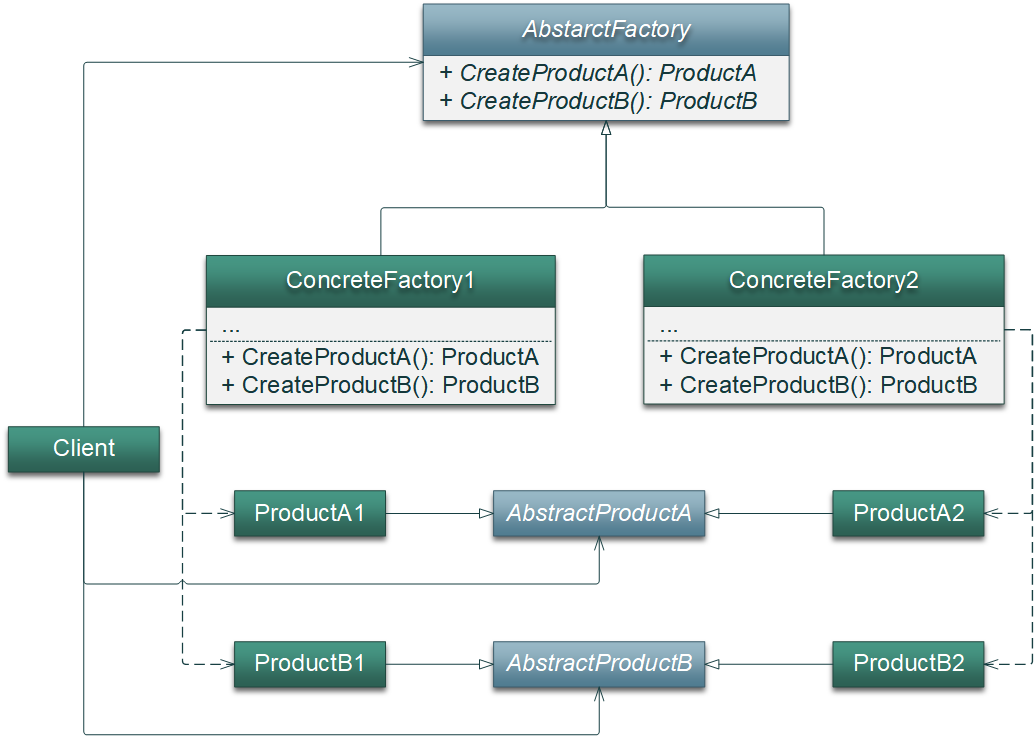 AbstarctFactory
+ CreateProductA(): ProductA
+ CreateProductB(): ProductB
ConcreteFactory1
...
+ CreateProductA(): ProductA
+ CreateProductB(): ProductB
ConcreteFactory2
...
+ CreateProductA(): ProductA
+ CreateProductB(): ProductB
Client
ProductA1
AbstractProductA
ProductA2
ProductB1
AbstractProductB
ProductB2